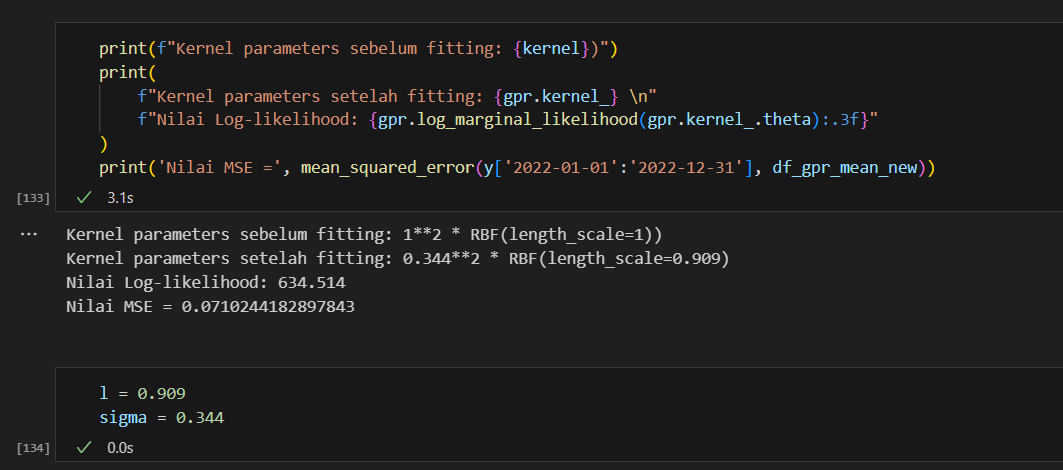 print(f"Kernel parameters sebelum fitting: {kernel})")
print(
f"Kernel parameters setelah fitting: {gpr.kernel_} \n"
f"Nilai Log-likelihood: {gpr.log_marginal_likelihood(gpr.kernel_.theta):.3f}"
)
print('Nilai MSE =', mean_squared_error(y['2022-01-01':'2022-12-31'], df_gpr_mean_new))
[133] ✓ 3.1s
... Kernel parameters sebelum fitting: 1**2 * RBF(length_scale=1))
Kernel parameters setelah fitting: 0.344**2 * RBF(length_scale=0.909)
Nilai Log-likelihood: 634.514
Nilai MSE = 0.0710244182897843
l = 0.909
sigma = 0.344
[134] ✓ 0.0s